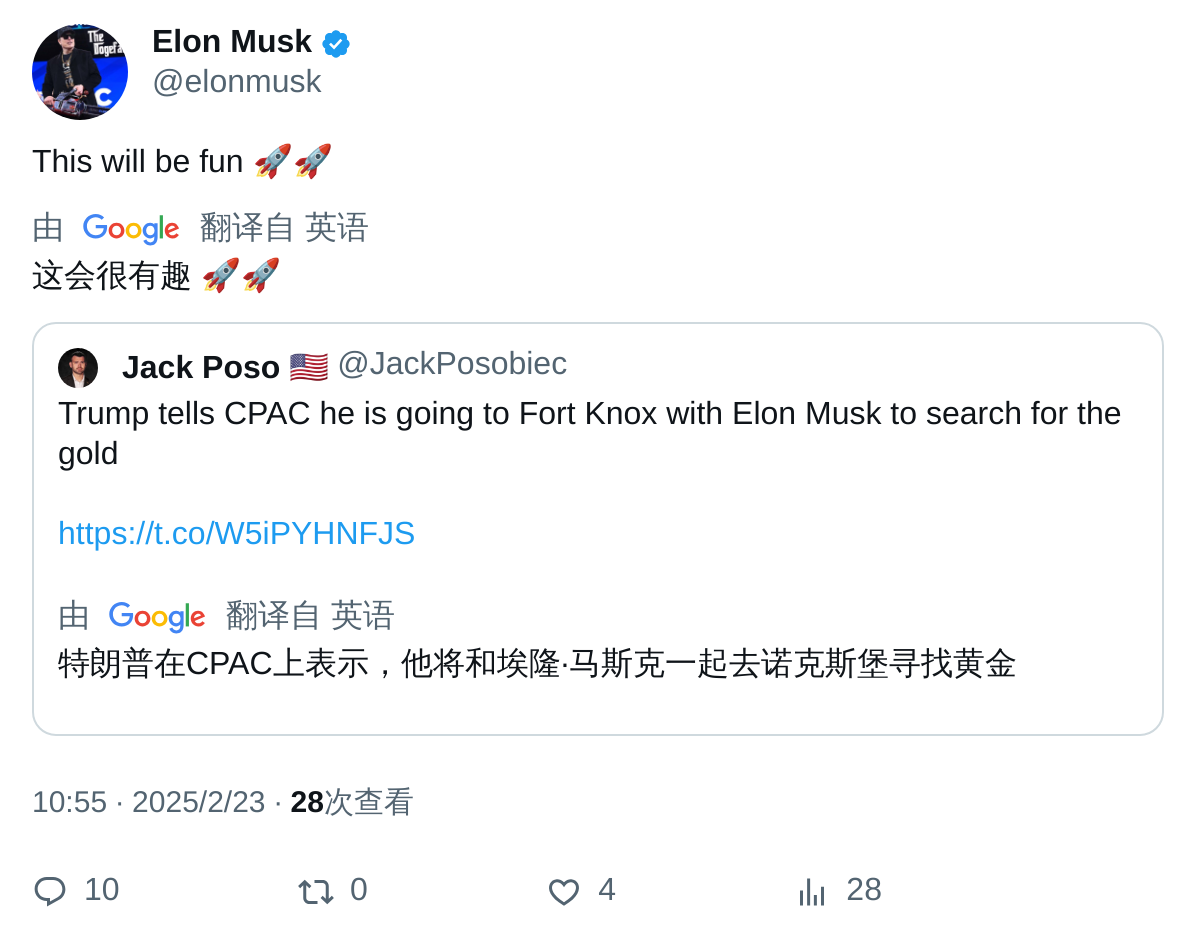 The
Dogefa
C
Elon Musk
@elonmusk
This will be fun 🚀🚀
由 Google 翻译自 英语
这会很有趣 🚀🚀
Jack Poso 🇺🇸 @JackPosobiec
Trump tells CPAC he is going to Fort Knox with Elon Musk to search for the
gold
https://t.co/W5iPYHNFJS
由 Google 翻译自 英语
特朗普在CPAC上表示，他将和埃隆·马斯克一起去诺克斯堡寻找黄金
10:55 · 2025/2/23 · 28次查看
10 0 4 28